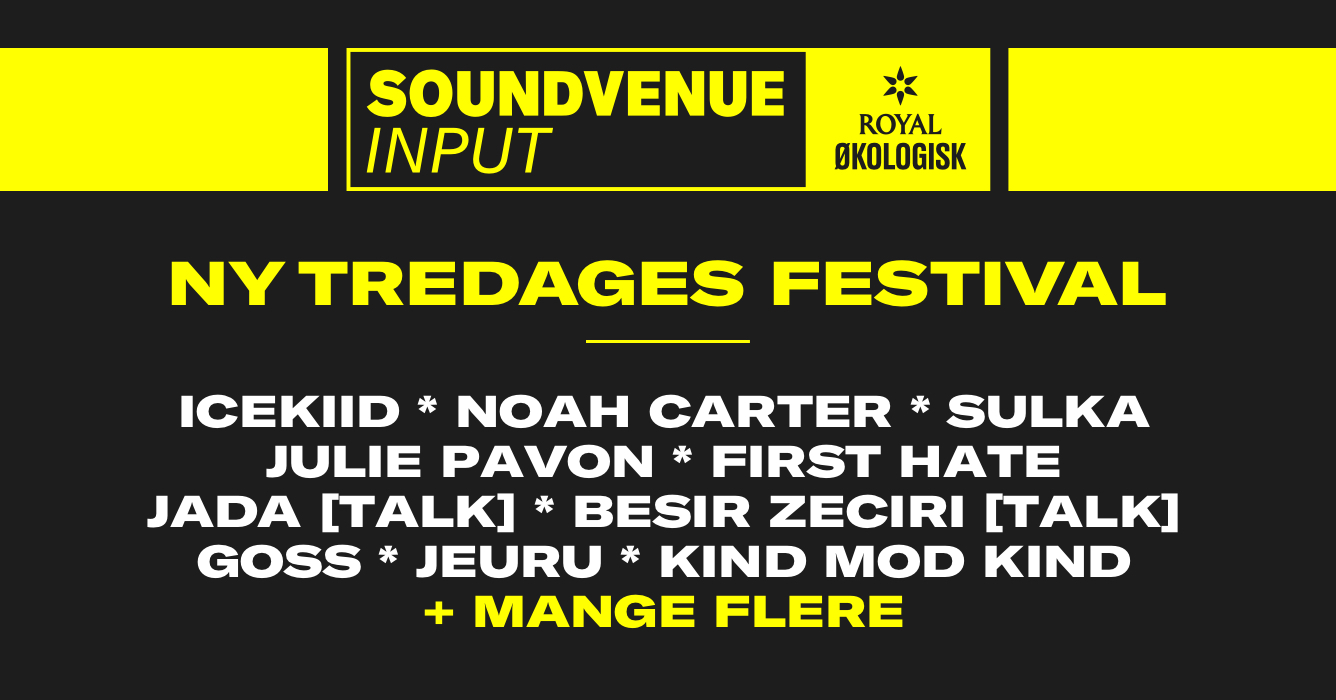 SOUNDVENUE
INPUT
ROYAL
ØKOLOGISK
NY TREDAGES FESTIVAL
ICEKIID * NOAH CARTER * SULKA
JULIE PAVON * FIRST HATE
JADA [TALK] * BESIR ZECIRI [TALK]
GOSS * JEURU * KIND MOD KIND
+ MANGE FLERE